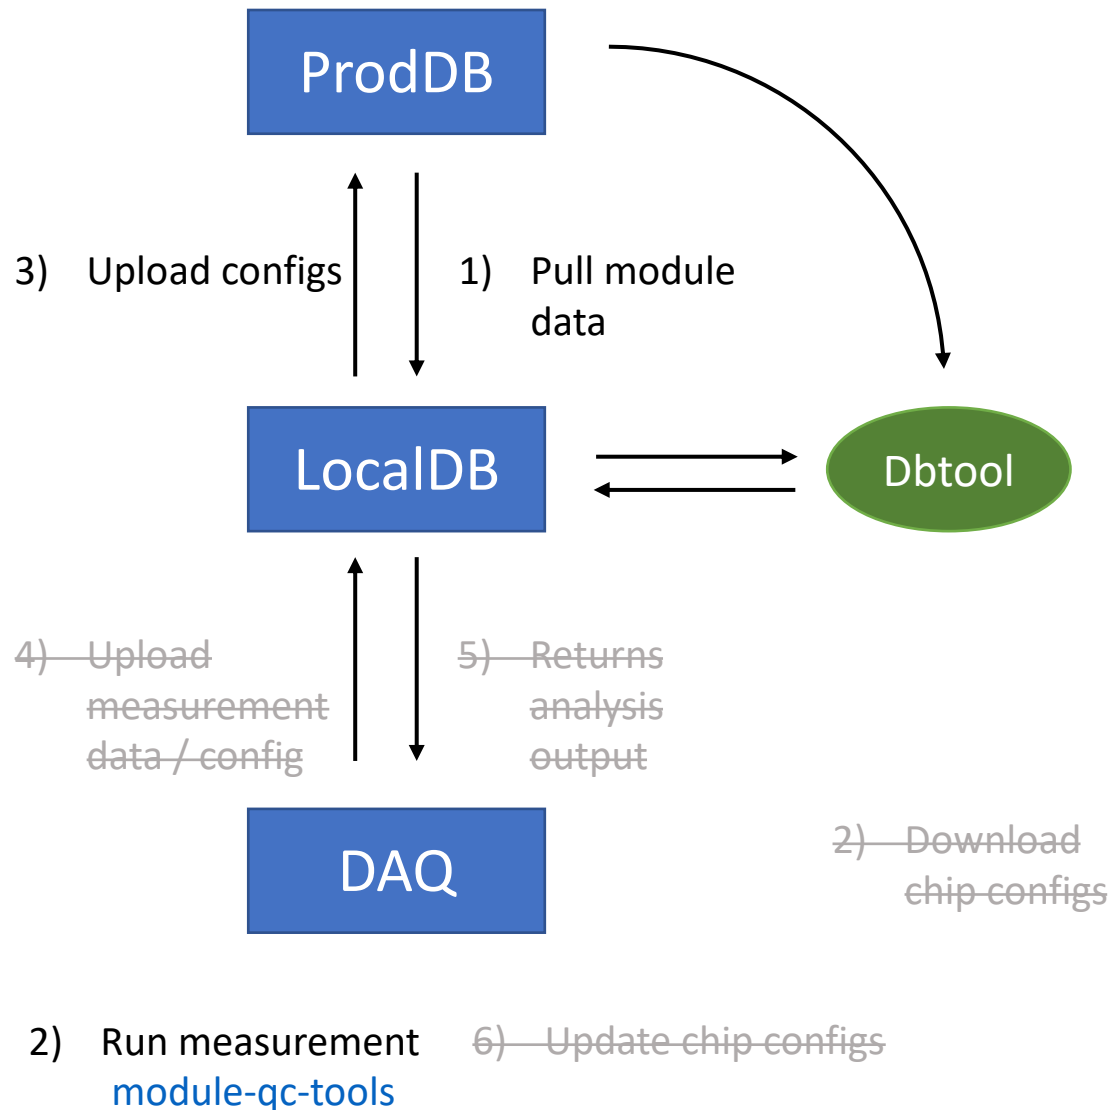 ProdDB
3) Upload configs
1) Pull module
data
LocalDB
Dbtool
4) Upload
measurement
data / config
5) Returns
analysis
output
DAQ
2) Download
chip configs
2) Run measurement
module-qc-tools
6) Update chip configs